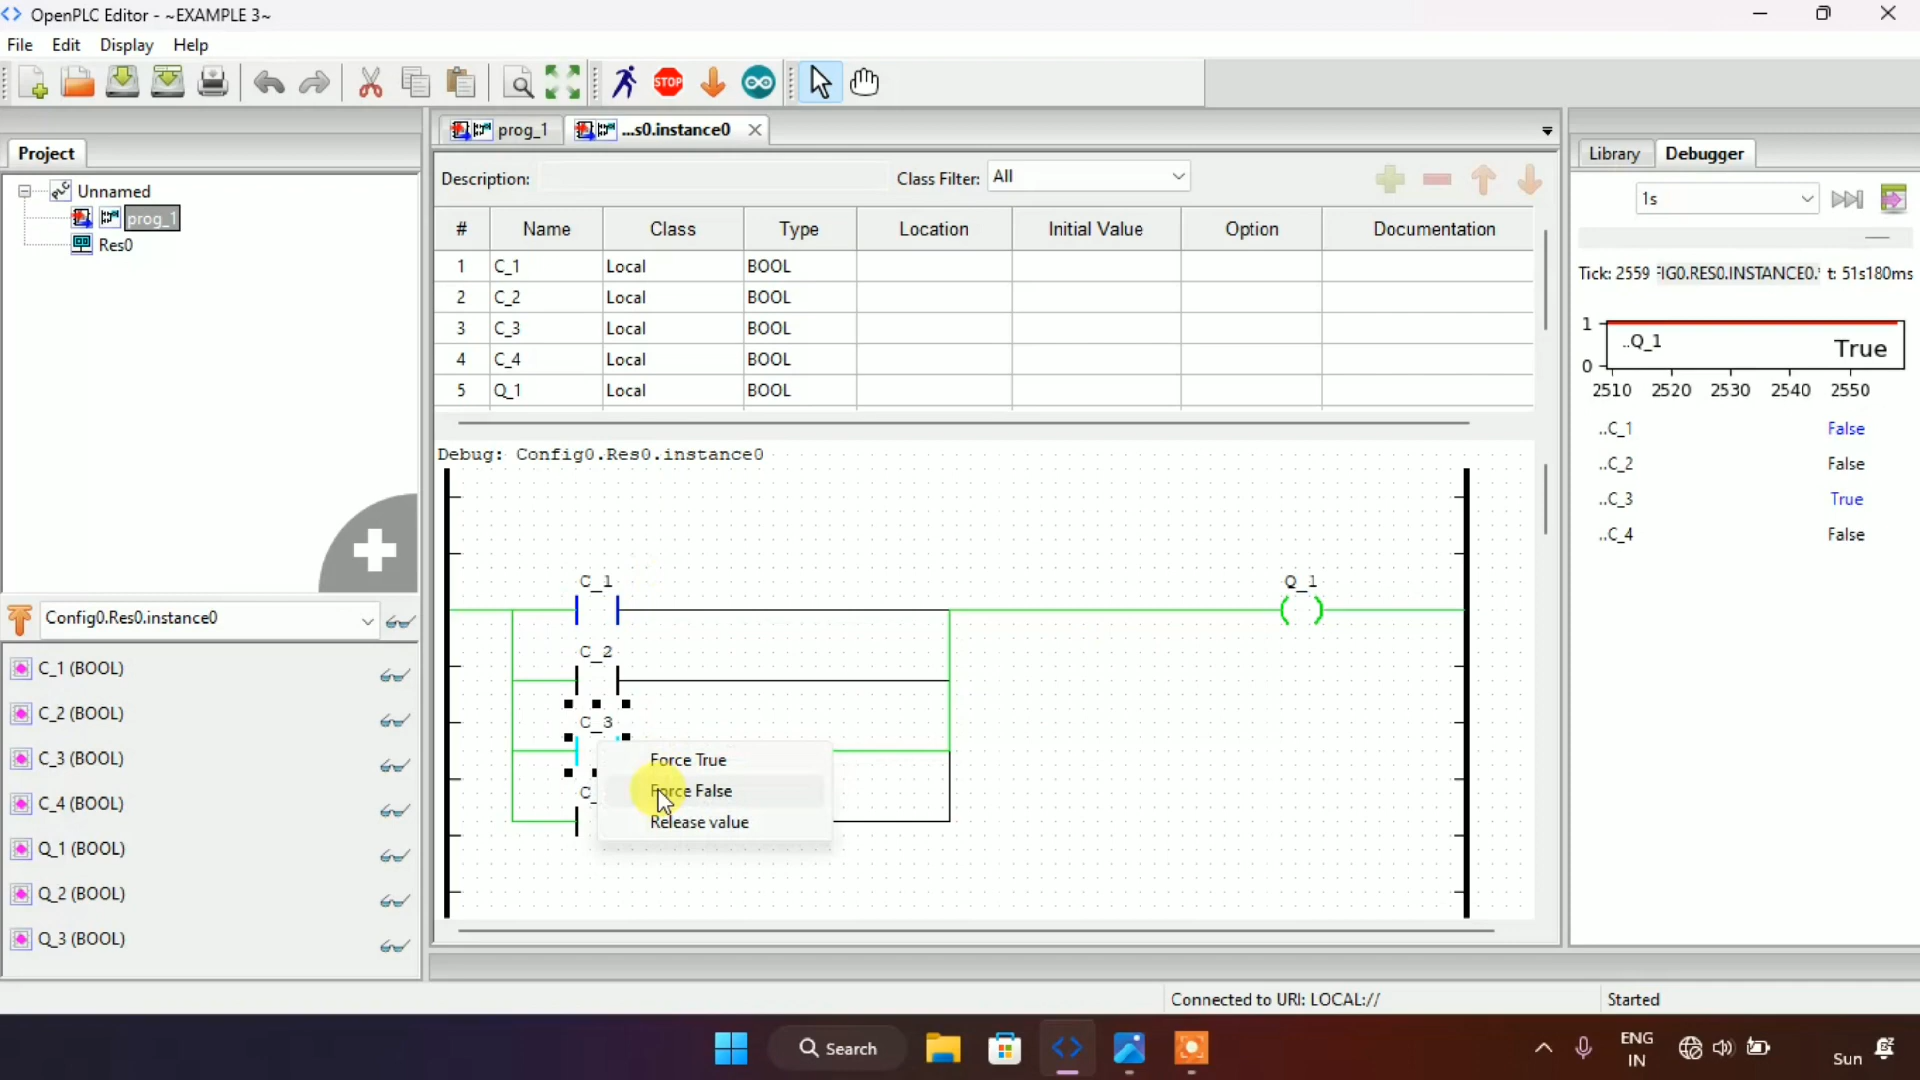 OpenPLC Editor - ~EXAMPLE 3~
File Edit Display Help
STOP
Project
Unnamed
prog_1
Res0
Config0.Res0.instance0
C_1 (BOOL)
C_2 (BOOL)
C_3 (BOOL)
C_4 (BOOL)
Q_1 (BOOL)
Q_2 (BOOL)
Q_3 (BOOL)
prog_1 ...s0.instance0
Description: Class Filter: All
# Name Class Type Location Initial Value Option Documentation
1 C_1 Local BOOL
2 C_2 Local BOOL
3 C_3 Local BOOL
4 C_4 Local BOOL
5 Q_1 Local BOOL
Debug: Config0.Res0.instance0
C_1 Q_1
C_2
C_3
C_
Force True
Force False
Release value
Library Debugger
1s
Tick: 2559 IG0.RES0.INSTANCE0. t: 51s180ms
1
..Q_1 True
0
2510 2520 2530 2540 2550
..C_1 False
..C_2 False
..C_3 True
..C_4 False
Connected to URI: LOCAL:// Started
Search
ENG
IN
Sun